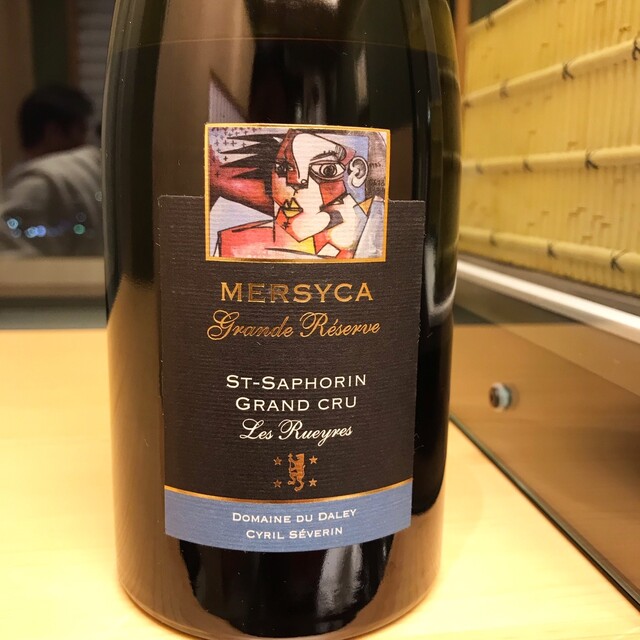 MERSYCA
Grande Réserve
ST-SAPHORIN
GRAND CRU
Les Rueyres
DOMAINE DU DALEY
CYRIL SÉVERIN